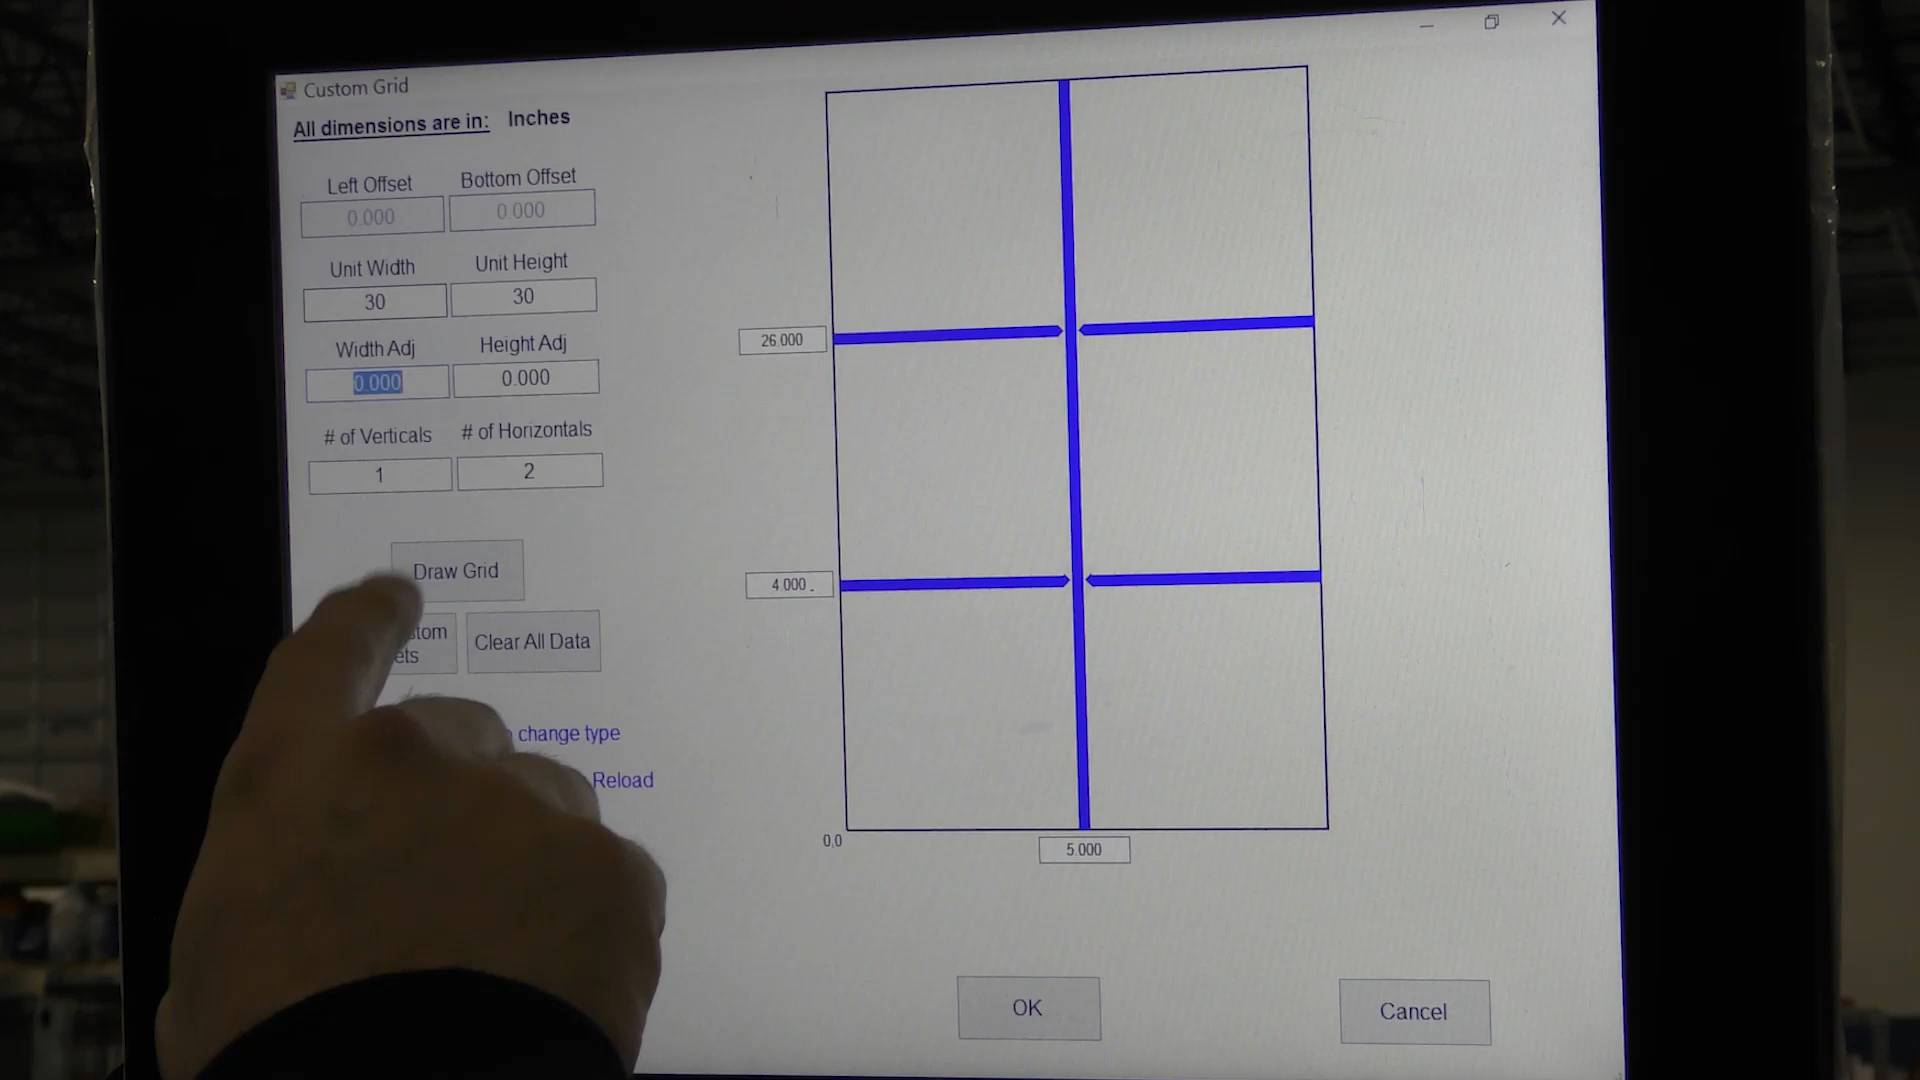 Custom Grid
All dimensions are in: Inches
Left Offset Bottom Offset
0.000 0.000
Unit Width Unit Height
30 30
Width Adj Height Adj
0.000 0.000
# of Verticals # of Horizontals
1 2
Draw Grid
Clear All Data
change type
Reload
26.000
4.000
0,0
5.000
OK
Cancel